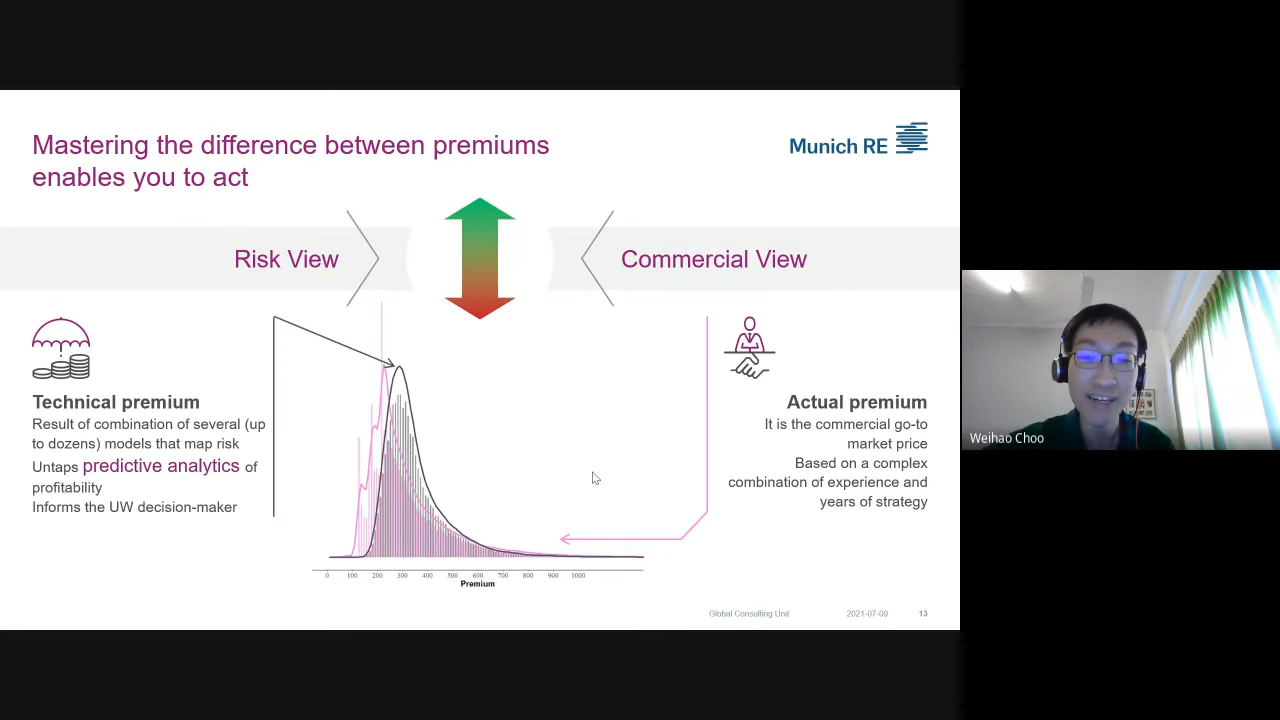 Mastering the difference between premiums
enables you to act
Munich RE
Risk View
Commercial View
Technical premium
Result of combination of several (up
to dozens) models that map risk
Untaps predictive analytics of
profitability
Informs the UW decision-maker
Actual premium
It is the commercial go-to
market price
Based on a complex
combination of experience and
years of strategy
0 100 200 300 400 500 600 700 800 900 1000
Premium
Global Consulting Unit 2021-07-09 13
Weihao Choo